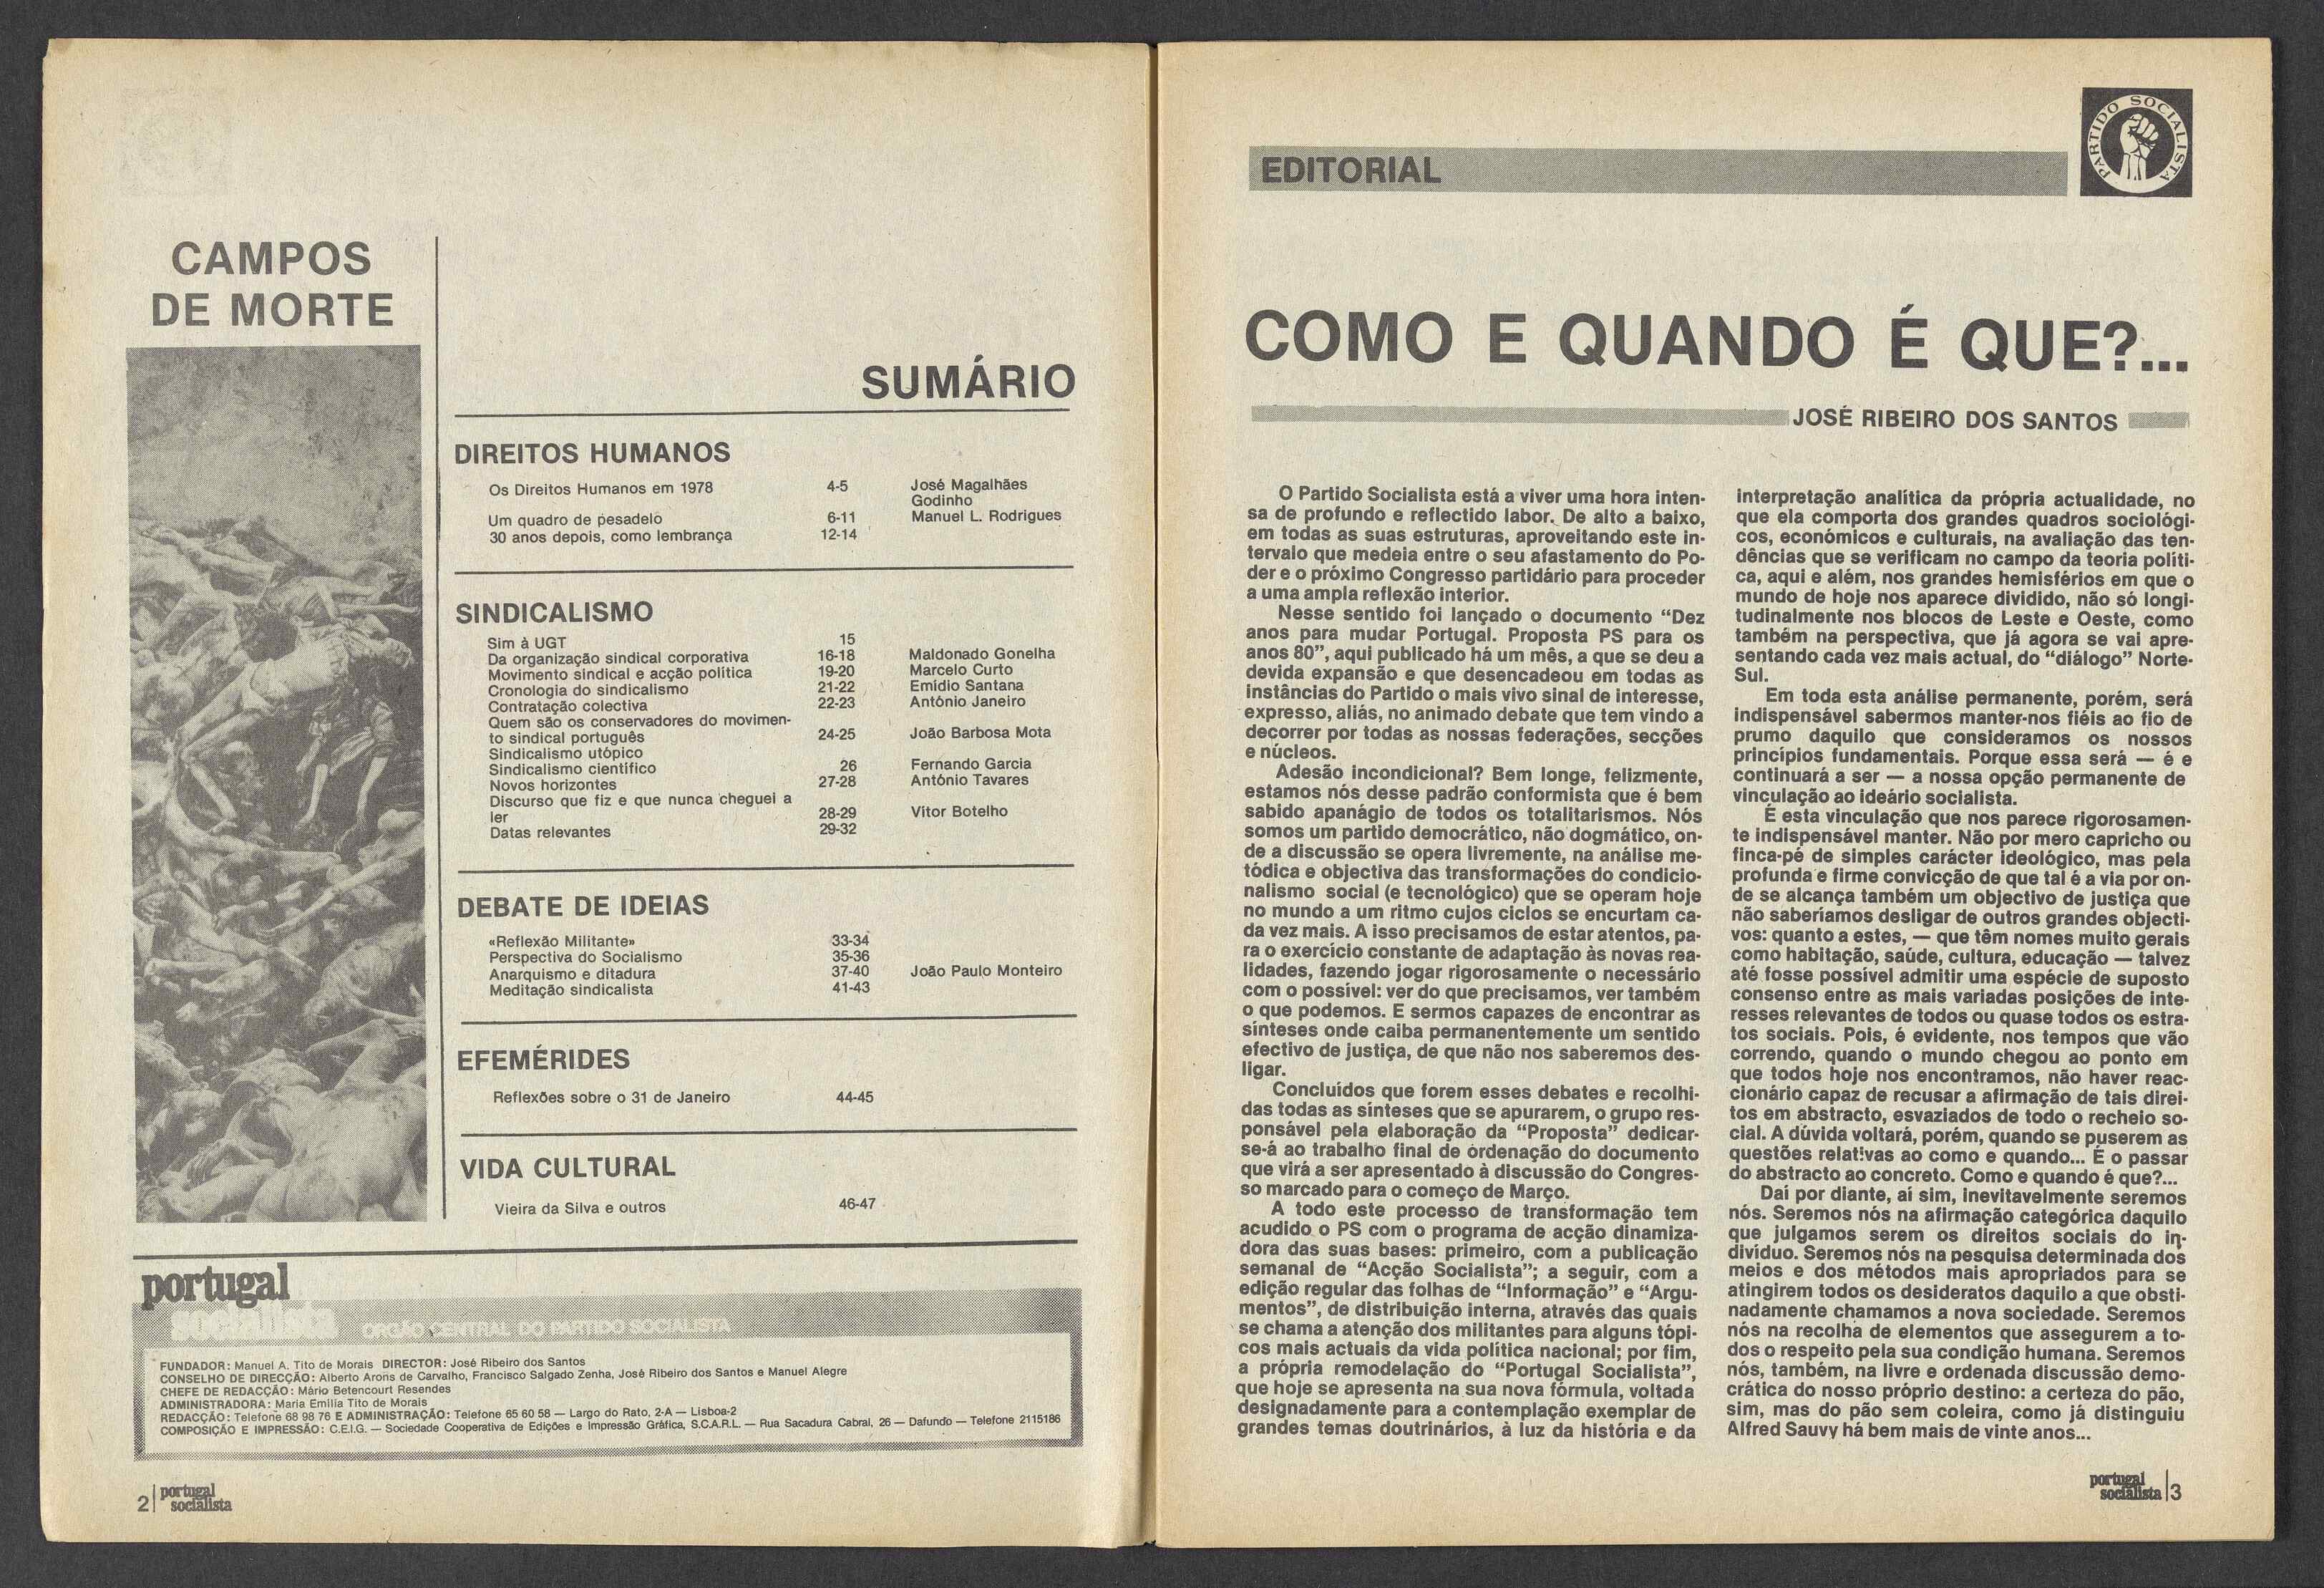 CAMPOS
DE MORTE
SUMÁRIO
DIREITOS HUMANOS
Os Direitos Humanos em 1978 4-5 José Magalhães
Godinho
Um quadro de pesadelo 6-11 Manuel L. Rodrigues
30 anos depois, como lembrança 12-14
SINDICALISMO
Sim à UGT 15
Da organização sindical corporativa 16-18 Maldonado Gonelha
Movimento sindical e acção política 19-20 Marcelo Curto
Cronologia do sindicalismo 21-22 Emídio Santana
Contratação colectiva 22-23 António Janeiro
Quem são os conservadores do movimen-
to sindical português 24-25 João Barbosa Mota
Sindicalismo utópico
Sindicalismo científico 26 Fernando Garcia
Novos horizontes 27-28 António Tavares
Discurso que fiz e que nunca cheguei a
ler 28-29 Vítor Botelho
Datas relevantes 29-32
DEBATE DE IDEIAS
«Reflexão Militante» 33-34
Perspectiva do Socialismo 35-36
Anarquismo e ditadura 37-40 João Paulo Monteiro
Meditação sindicalista 41-43
EFEMÉRIDES
Reflexões sobre o 31 de Janeiro 44-45
VIDA CULTURAL
Vieira da Silva e outros 46-47
portugal
socialista ORGÃO CENTRAL DO PARTIDO SOCIALISTA
FUNDADOR: Manuel A. Tito de Morais DIRECTOR: José Ribeiro dos Santos
CONSELHO DE DIRECÇÃO: Alberto Arons de Carvalho, Francisco Salgado Zenha, José Ribeiro dos Santos e Manuel Alegre
CHEFE DE REDACÇÃO: Mário Betencourt Resendes
ADMINISTRADORA: Maria Emília Tito de Morais
REDACÇÃO: Telefone 68 98 76 E ADMINISTRAÇÃO: Telefone 65 60 58 — Largo do Rato, 2-A — Lisboa-2
COMPOSIÇÃO E IMPRESSÃO: C.E.I.G. — Sociedade Cooperativa de Edições e Impressão Gráfica, S.C.A.R.L. — Rua Sacadura Cabral, 26 — Dafundo — Telefone 2115186
2 portugal
socialista
EDITORIAL
PARTIDO SOCIALISTA
COMO E QUANDO É QUE?...
JOSÉ RIBEIRO DOS SANTOS
O Partido Socialista está a viver uma hora inten-
sa de profundo e reflectido labor. De alto a baixo,
em todas as suas estruturas, aproveitando este in-
tervalo que medeia entre o seu afastamento do Po-
der e o próximo Congresso partidário para proceder
a uma ampla reflexão interior.
Nesse sentido foi lançado o documento “Dez
anos para mudar Portugal. Proposta PS para os
anos 80”, aqui publicado há um mês, a que se deu a
devida expansão e que desencadeou em todas as
instâncias do Partido o mais vivo sinal de interesse,
expresso, aliás, no animado debate que tem vindo a
decorrer por todas as nossas federações, secções
e núcleos.
Adesão incondicional? Bem longe, felizmente,
estamos nós desse padrão conformista que é bem
sabido apanágio de todos os totalitarismos. Nós
somos um partido democrático, não dogmático, on-
de a discussão se opera livremente, na análise me-
tódica e objectiva das transformações do condicio-
nalismo social (e tecnológico) que se operam hoje
no mundo a um ritmo cujos ciclos se encurtam ca-
da vez mais. A isso precisamos de estar atentos, pa-
ra o exercício constante de adaptação às novas rea-
lidades, fazendo jogar rigorosamente o necessário
com o possível: ver do que precisamos, ver também
o que podemos. E sermos capazes de encontrar as
sínteses onde caiba permanentemente um sentido
efectivo de justiça, de que não nos saberemos des-
ligar.
Concluídos que forem esses debates e recolhi-
das todas as sínteses que se apurarem, o grupo res-
ponsável pela elaboração da “Proposta” dedicar-
se-á ao trabalho final de ordenação do documento
que virá a ser apresentado à discussão do Congres-
so marcado para o começo de Março.
A todo este processo de transformação tem
acudido o PS com o programa de acção dinamiza-
dora das suas bases: primeiro, com a publicação
semanal de “Acção Socialista”; a seguir, com a
edição regular das folhas de “Informação” e “Argu-
mentos”, de distribuição interna, através das quais
se chama a atenção dos militantes para alguns tópi-
cos mais actuais da vida política nacional; por fim,
a própria remodelação do “Portugal Socialista”,
que hoje se apresenta na sua nova fórmula, voltada
designadamente para a contemplação exemplar de
grandes temas doutrinários, à luz da história e da
interpretação analítica da própria actualidade, no
que ela comporta dos grandes quadros sociológi-
cos, económicos e culturais, na avaliação das ten-
dências que se verificam no campo da teoria políti-
ca, aqui e além, nos grandes hemisférios em que o
mundo de hoje nos aparece dividido, não só longi-
tudinalmente nos blocos de Leste e Oeste, como
também na perspectiva, que já agora se vai apre-
sentando cada vez mais actual, do “diálogo” Norte-
Sul.
Em toda esta análise permanente, porém, será
indispensável sabermos manter-nos fiéis ao fio de
prumo daquilo que consideramos os nossos
princípios fundamentais. Porque essa será — é e
continuará a ser — a nossa opção permanente de
vinculação ao ideário socialista.
É esta vinculação que nos parece rigorosamen-
te indispensável manter. Não por mero capricho ou
finca-pé de simples carácter ideológico, mas pela
profunda e firme convicção de que tal é a via por on-
de se alcança também um objectivo de justiça que
não saberíamos desligar de outros grandes objecti-
vos: quanto a estes, — que têm nomes muito gerais
como habitação, saúde, cultura, educação — talvez
até fosse possível admitir uma espécie de suposto
consenso entre as mais variadas posições de inte-
resses relevantes de todos ou quase todos os estra-
tos sociais. Pois, é evidente, nos tempos que vão
correndo, quando o mundo chegou ao ponto em
que todos hoje nos encontramos, não haver reac-
cionário capaz de recusar a afirmação de tais direi-
tos em abstracto, esvaziados de todo o recheio so-
cial. A dúvida voltará, porém, quando se puserem as
questões relativas ao como e quando... É o passar
do abstracto ao concreto. Como e quando é que?...
Daí por diante, aí sim, inevitavelmente seremos
nós. Seremos nós na afirmação categórica daquilo
que julgamos serem os direitos sociais do in-
divíduo. Seremos nós na pesquisa determinada dos
meios e dos métodos mais apropriados para se
atingirem todos os desideratos daquilo a que obsti-
nadamente chamamos a nova sociedade. Seremos
nós na recolha de elementos que assegurem a to-
dos o respeito pela sua condição humana. Seremos
nós, também, na livre e ordenada discussão demo-
crática do nosso próprio destino: a certeza do pão,
sim, mas do pão sem coleira, como já distinguiu
Alfred Sauvy há bem mais de vinte anos...
portugal
socialista 3